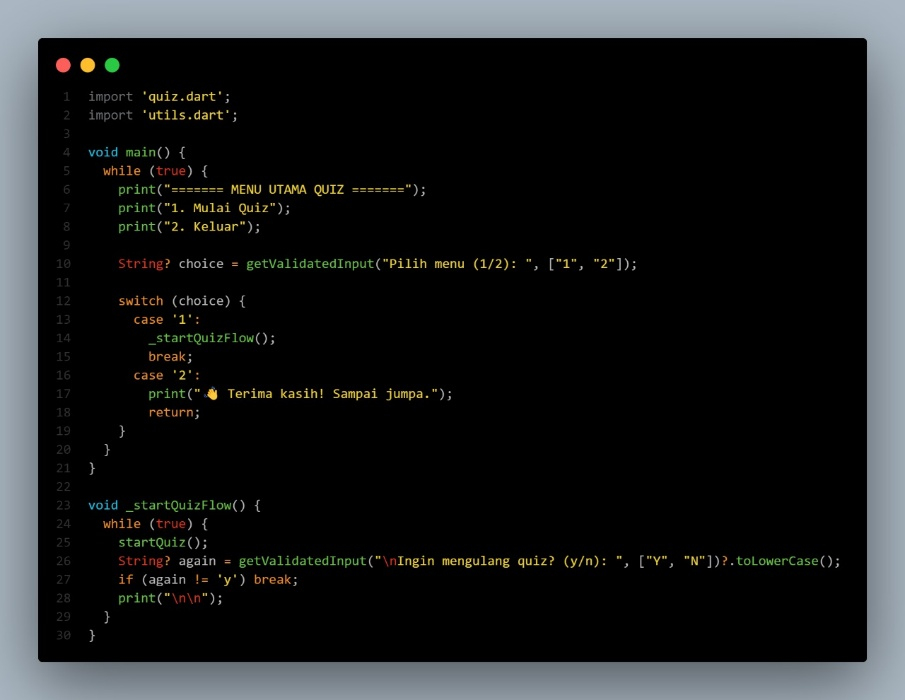 1 import 'quiz.dart';
2 import 'utils.dart';
3
4 void main() {
5   while (true) {
6     print("======= MENU UTAMA QUIZ =======");
7     print("1. Mulai Quiz");
8     print("2. Keluar");
9
10     String? choice = getValidatedInput("Pilih menu (1/2): ", ["1", "2"]);
11
12     switch (choice) {
13       case '1':
14         _startQuizFlow();
15         break;
16       case '2':
17         print("👋 Terima kasih! Sampai jumpa.");
18         return;
19     }
20   }
21 }
22
23 void _startQuizFlow() {
24   while (true) {
25     startQuiz();
26     String? again = getValidatedInput("\nIngin mengulang quiz? (y/n): ", ["Y", "N"])?.toLowerCase();
27     if (again != 'y') break;
28     print("\n\n");
29   }
30 }